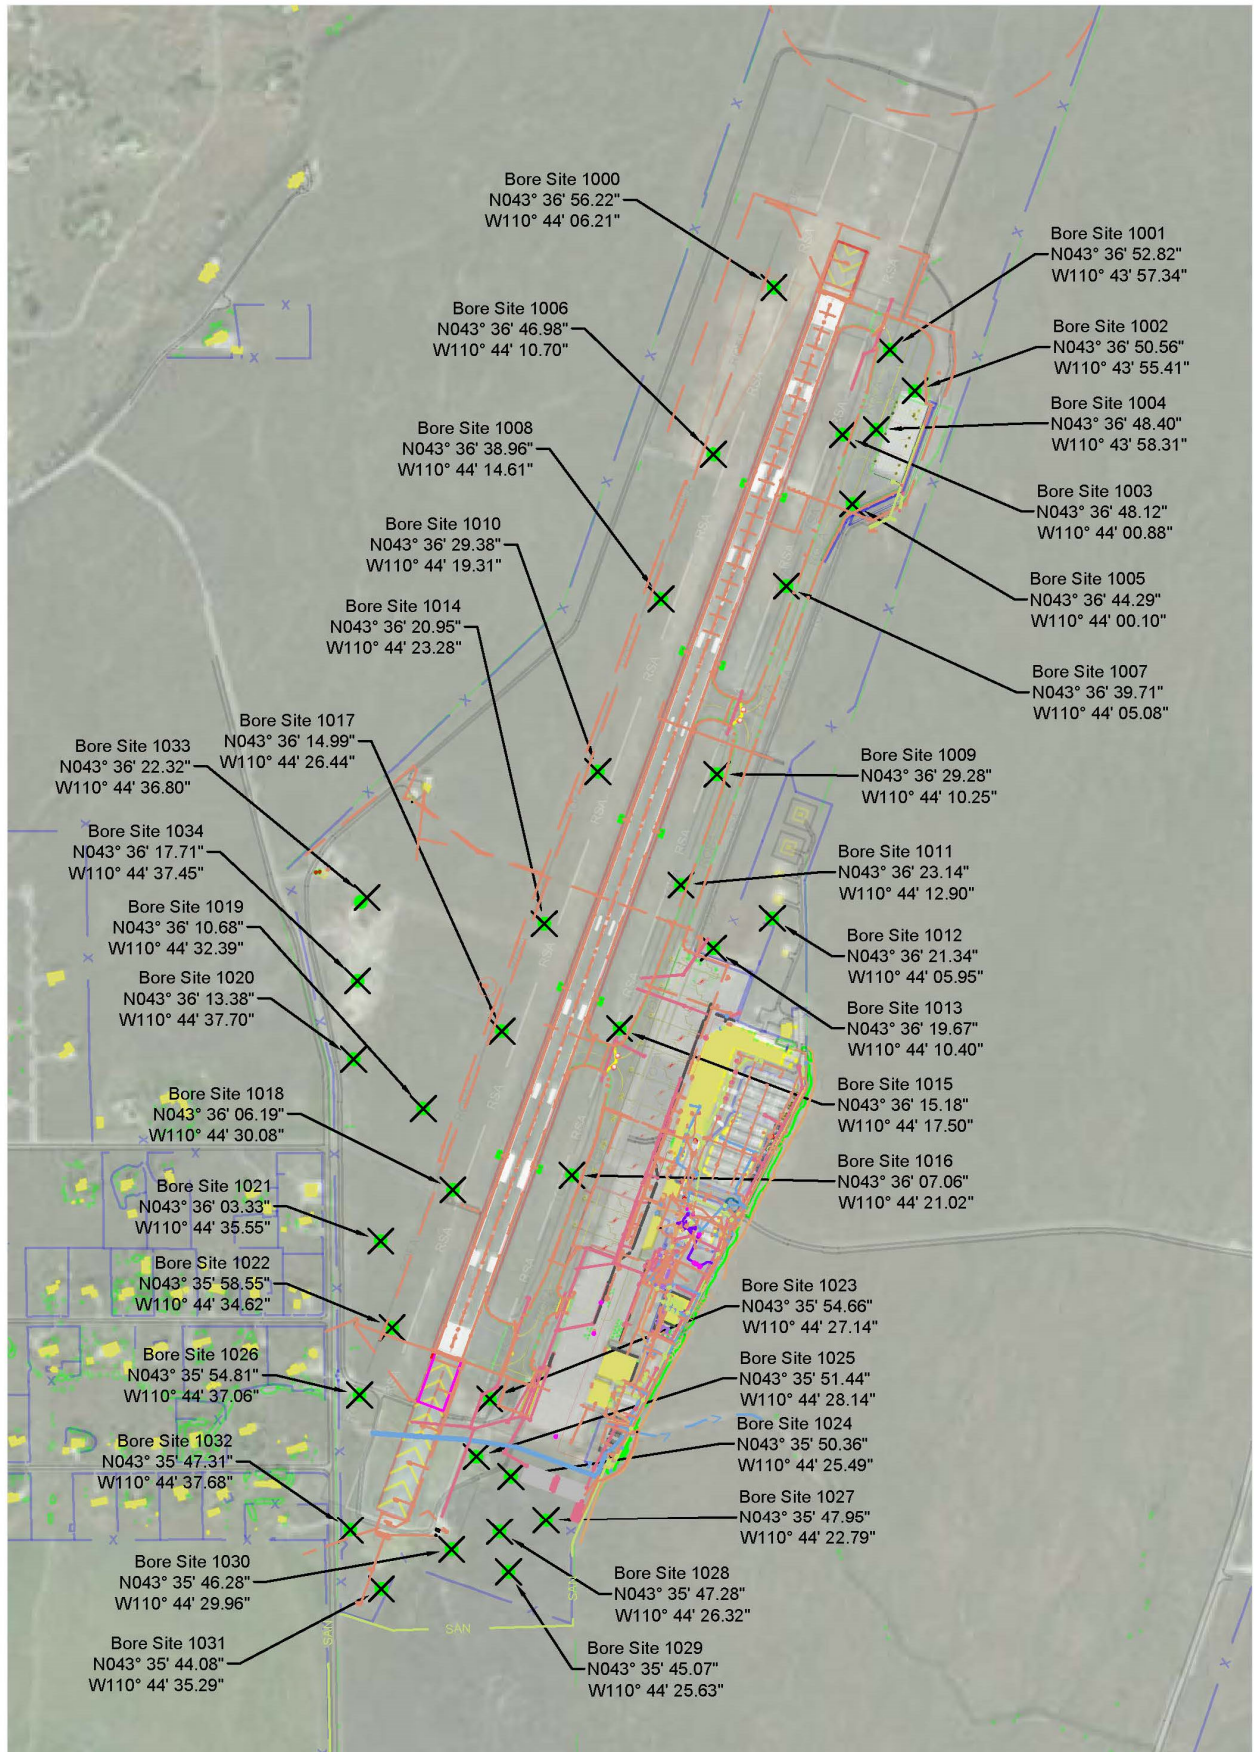 Bore Site 1000
N043° 36' 56.22"
W110° 44' 06.21"
Bore Site 1001
N043° 36' 52.82"
W110° 43' 57.34"
Bore Site 1006
N043° 36' 46.98"
W110° 44' 10.70"
Bore Site 1002
N043° 36' 50.56"
W110° 43' 55.41"
Bore Site 1004
N043° 36' 48.40"
W110° 43' 58.31"
Bore Site 1008
N043° 36' 38.96"
W110° 44' 14.61"
Bore Site 1003
N043° 36' 48.12"
W110° 44' 00.88"
Bore Site 1010
N043° 36' 29.38"
W110° 44' 19.31"
Bore Site 1005
N043° 36' 44.29"
W110° 44' 00.10"
Bore Site 1014
N043° 36' 20.95"
W110° 44' 23.28"
Bore Site 1007
N043° 36' 39.71"
W110° 44' 05.08"
Bore Site 1017
N043° 36' 14.99"
W110° 44' 26.44"
Bore Site 1033
N043° 36' 22.32"
W110° 44' 36.80"
Bore Site 1009
N043° 36' 29.28"
W110° 44' 10.25"
Bore Site 1034
N043° 36' 17.71"
W110° 44' 37.45"
Bore Site 1011
N043° 36' 23.14"
W110° 44' 12.90"
Bore Site 1019
N043° 36' 10.68"
W110° 44' 32.39"
Bore Site 1012
N043° 36' 21.34"
W110° 44' 05.95"
Bore Site 1020
N043° 36' 13.38"
W110° 44' 37.70"
Bore Site 1013
N043° 36' 19.67"
W110° 44' 10.40"
Bore Site 1018
N043° 36' 06.19"
W110° 44' 30.08"
Bore Site 1015
N043° 36' 15.18"
W110° 44' 17.50"
Bore Site 1016
N043° 36' 07.06"
W110° 44' 21.02"
Bore Site 1021
N043° 36' 03.33"
W110° 44' 35.55"
Bore Site 1022
N043° 35' 58.55"
W110° 44' 34.62"
Bore Site 1023
N043° 35' 54.66"
W110° 44' 27.14"
Bore Site 1026
N043° 35' 54.81"
W110° 44' 37.06"
Bore Site 1025
N043° 35' 51.44"
W110° 44' 28.14"
Bore Site 1024
N043° 35' 50.36"
W110° 44' 25.49"
Bore Site 1032
N043° 35' 47.31"
W110° 44' 37.68"
Bore Site 1027
N043° 35' 47.95"
W110° 44' 22.79"
Bore Site 1030
N043° 35' 46.28"
W110° 44' 29.96"
Bore Site 1028
N043° 35' 47.28"
W110° 44' 26.32"
Bore Site 1031
N043° 35' 44.08"
W110° 44' 35.29"
Bore Site 1029
N043° 35' 45.07"
W110° 44' 25.63"
RSA
RSA
RSA
RSA
RSA
RSA
RSA
RSA
RSA
RSA
RSA
RSA
SAN
SAN
SAN